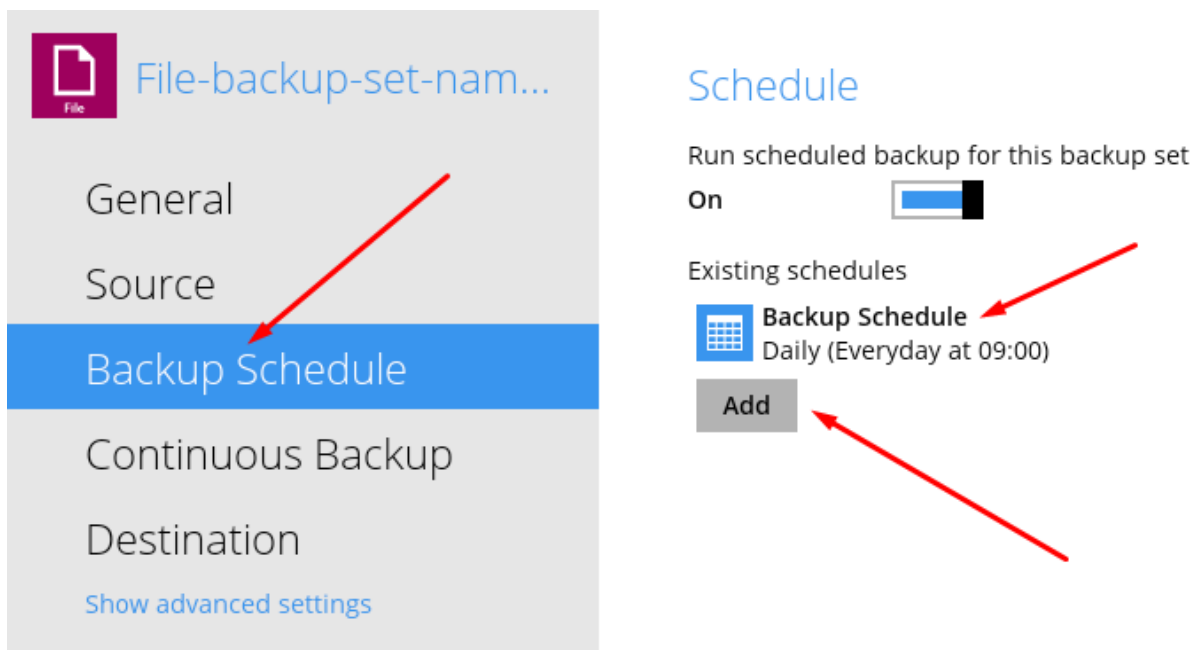 File
File-backup-set-nam...
General
Source
Backup Schedule
Continuous Backup
Destination
Show advanced settings
Schedule
Run scheduled backup for this backup set
On
Existing schedules
Backup Schedule
Daily (Everyday at 09:00)
Add